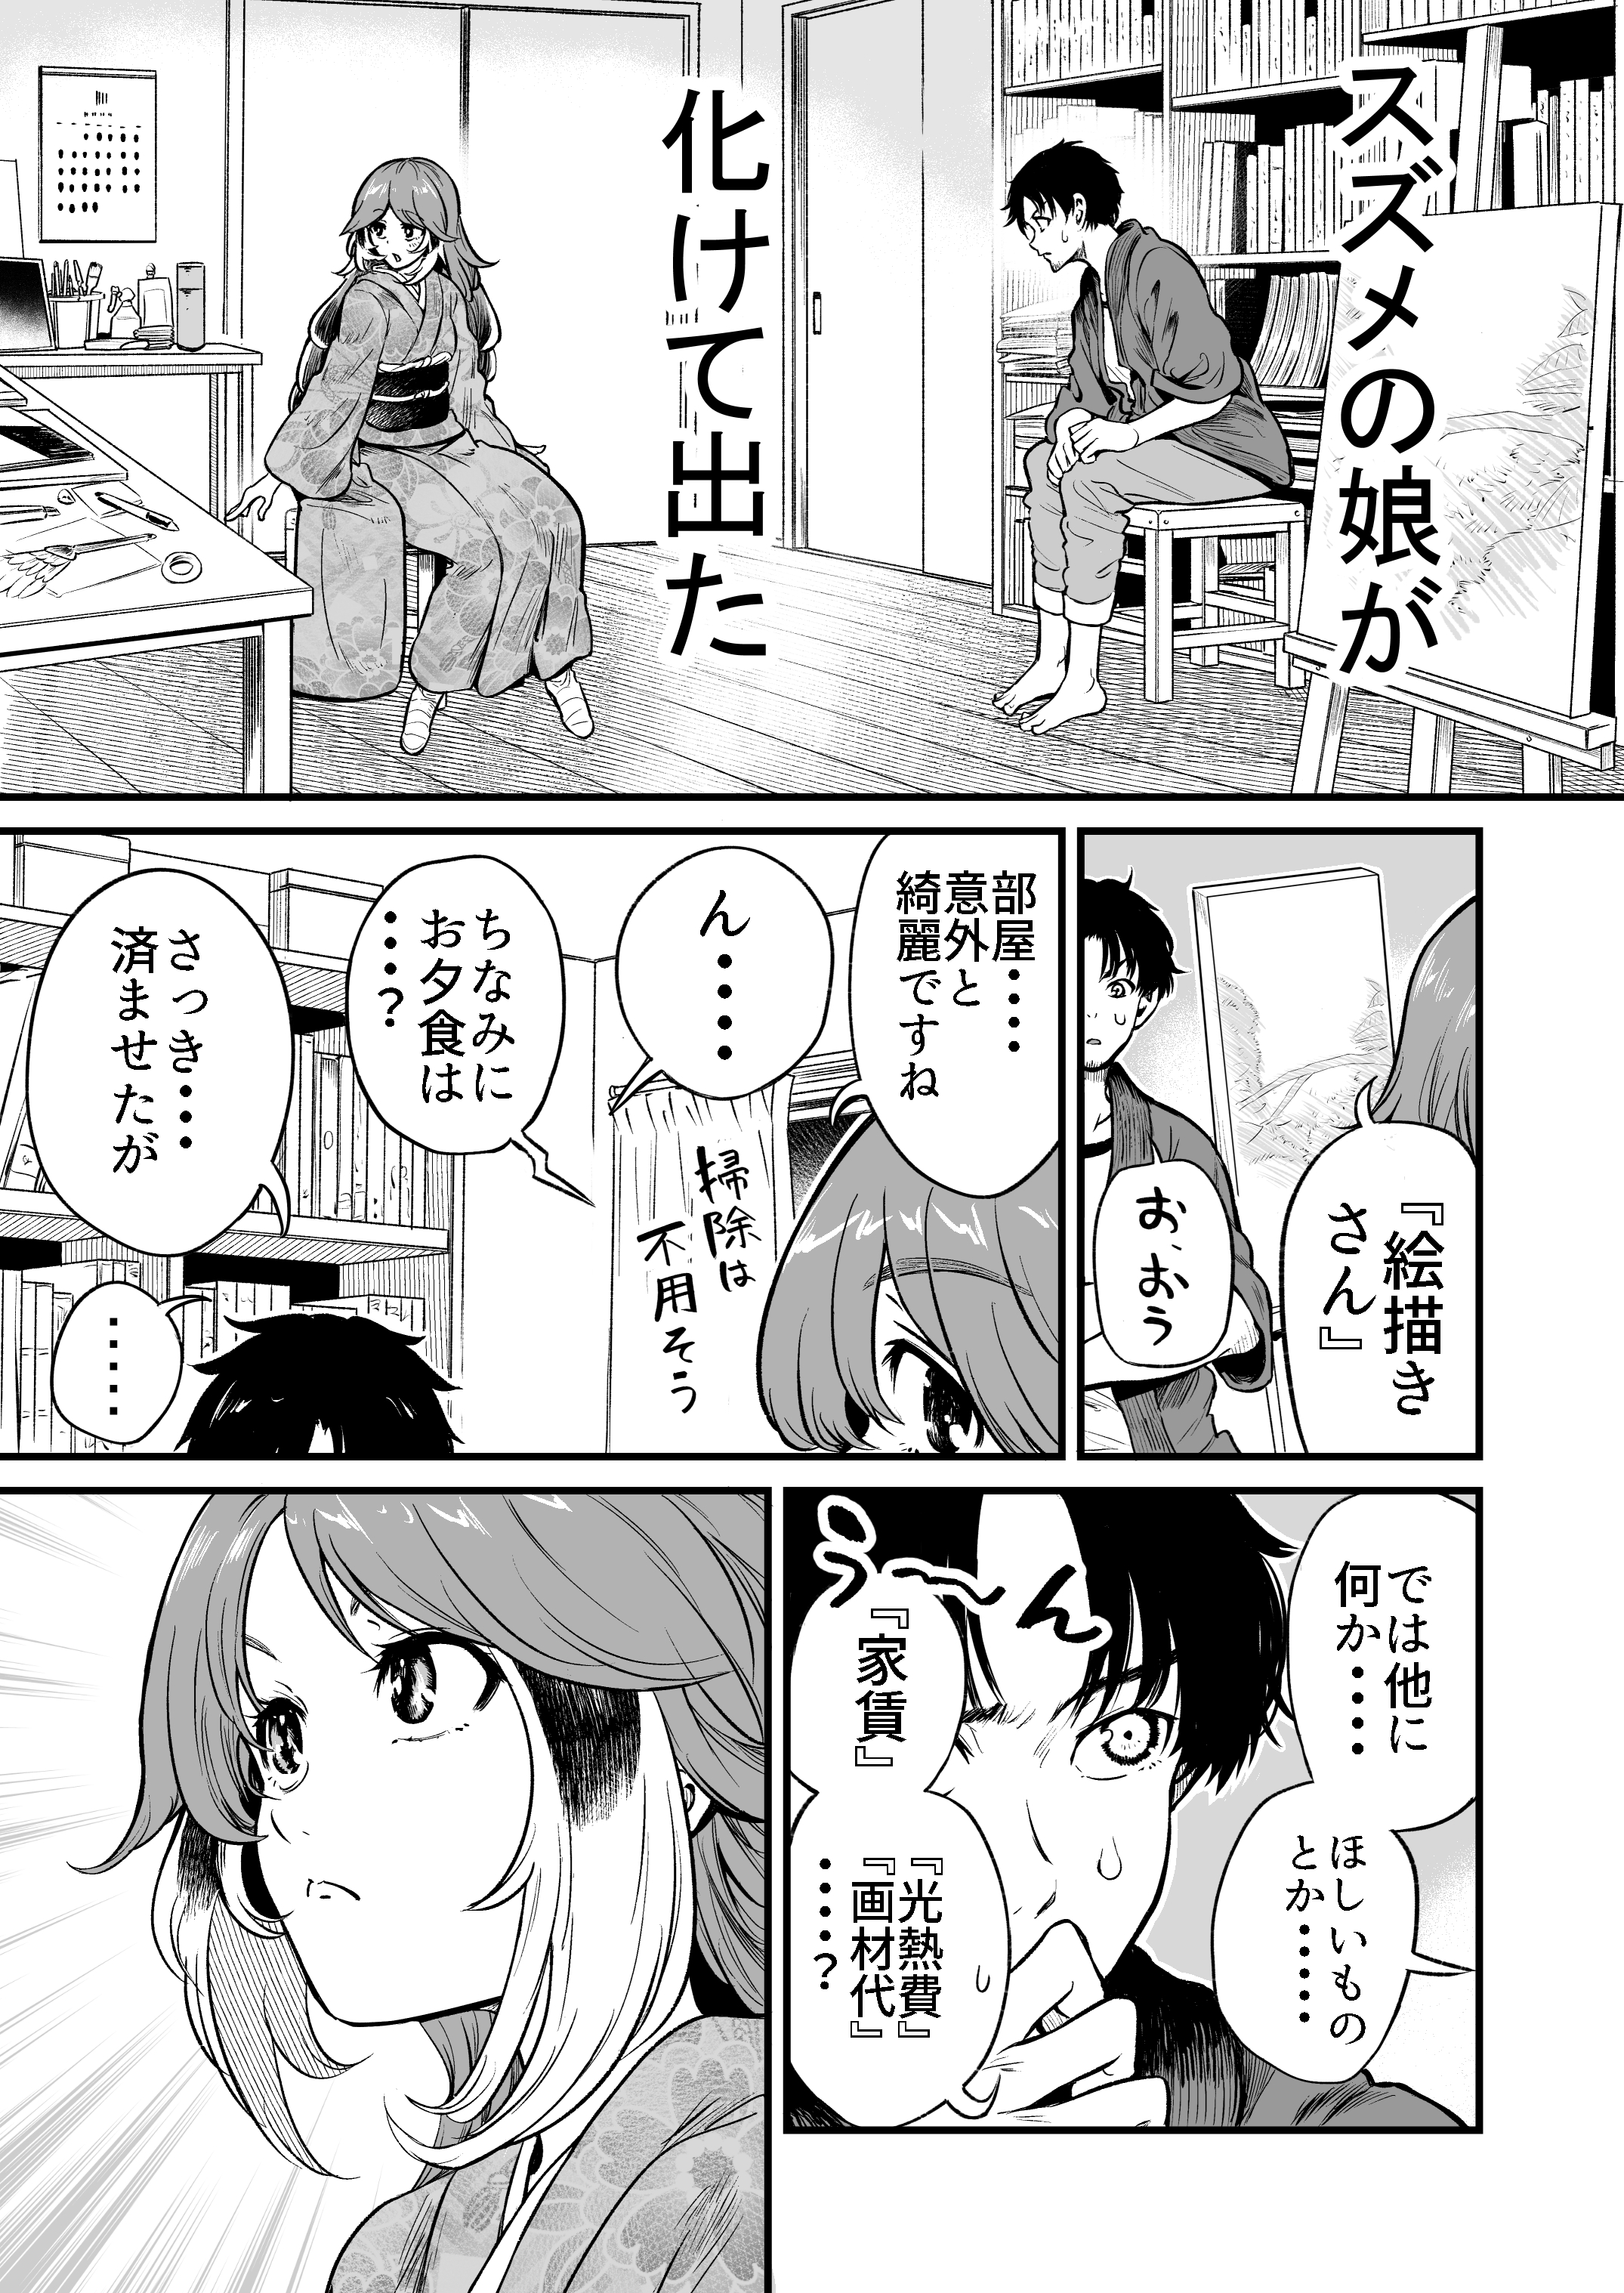 スズメの娘が
化けて出た
『絵描き
さん』
お、おう
部屋・・・・
意外と
綺麗ですね
ん・・・・
掃除は
不用そう
ちなみに
お夕食は
・・・・？
さっき・・・
済ませたが
・・・・・
では他に
何か・・・・
ほしいもの
とか・・・・・
う〜ん
『家賃』
『光熱費』
『画材代』
・・・・・？